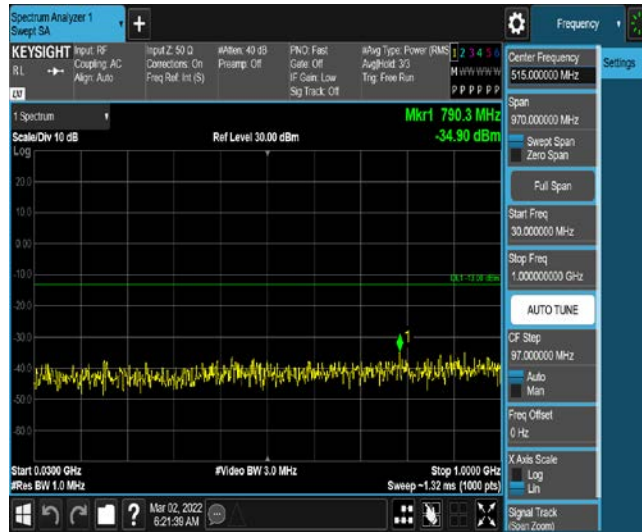 Spectrum Analyzer 1
Swept SA
+
Frequency
Settings
KEYSIGHT
RL
LXI
Input: RF
Coupling: AC
Align: Auto
Input Z: 50 Ω
Corrections: On
Freq Ref: Int (S)
#Atten: 40 dB
Preamp: Off
PNO: Fast
Gate: Off
IF Gain: Low
Sig Track: Off
#Avg Type: Power (RMS
Avg|Hold: 3/3
Trig: Free Run
1 2 3 4 5 6
M W W W W W
P P P P P P
1 Spectrum
Scale/Div 10 dB
Ref Level 30.00 dBm
Mkr1 790.3 MHz
-34.90 dBm
Log
20.0
10.0
0.00
-10.0
DL1 -13.00 dBm
-20.0
-30.0
1
-40.0
-50.0
-60.0
Start 0.0300 GHz
#Video BW 3.0 MHz
Stop 1.0000 GHz
#Res BW 1.0 MHz
Sweep ~1.32 ms (1000 pts)
Center Frequency
515.000000 MHz
Span
970.000000 MHz
Swept Span
Zero Span
Full Span
Start Freq
30.000000 MHz
Stop Freq
1.000000000 GHz
AUTO TUNE
CF Step
97.000000 MHz
Auto
Man
Freq Offset
0 Hz
X Axis Scale
Log
Lin
Signal Track
(Span Zoom)
?
Mar 02, 2022
6:21:39 AM